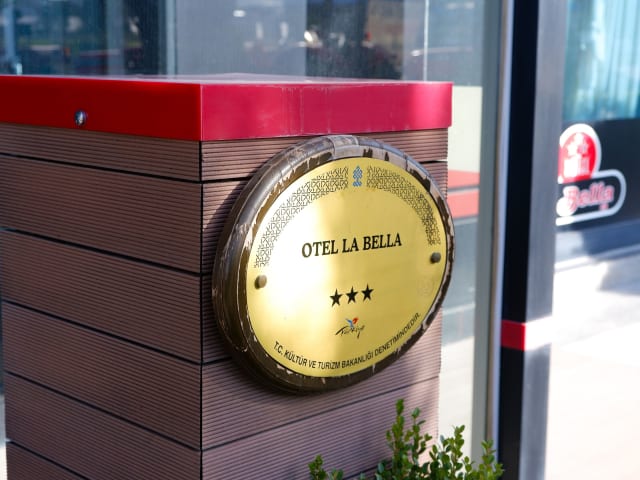 OTEL LA BELLA
★★★
Türkiye
T.C. KÜLTÜR VE TURİZM BAKANLIĞI DENETİMİNDEDİR.
Bella